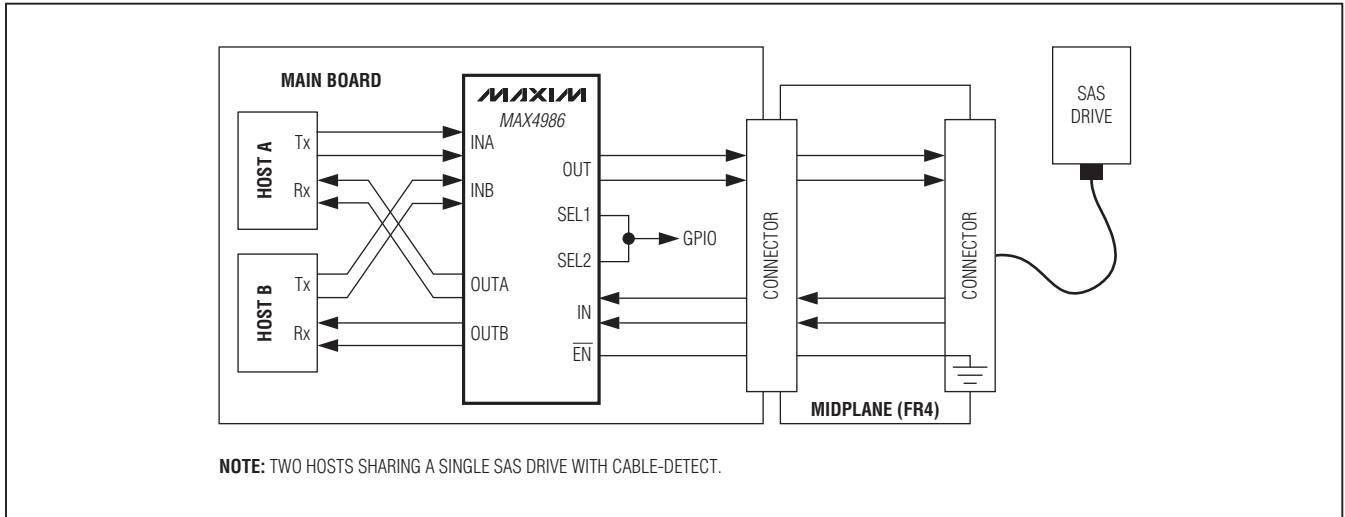 MAIN BOARD
HOST A
Tx
Rx
HOST B
Tx
Rx
MAXIM
MAX4986
INA
INB
OUTA
OUTB
OUT
SEL1
SEL2
IN
EN
GPIO
CONNECTOR
CONNECTOR
MIDPLANE (FR4)
SAS
DRIVE
NOTE: TWO HOSTS SHARING A SINGLE SAS DRIVE WITH CABLE-DETECT.